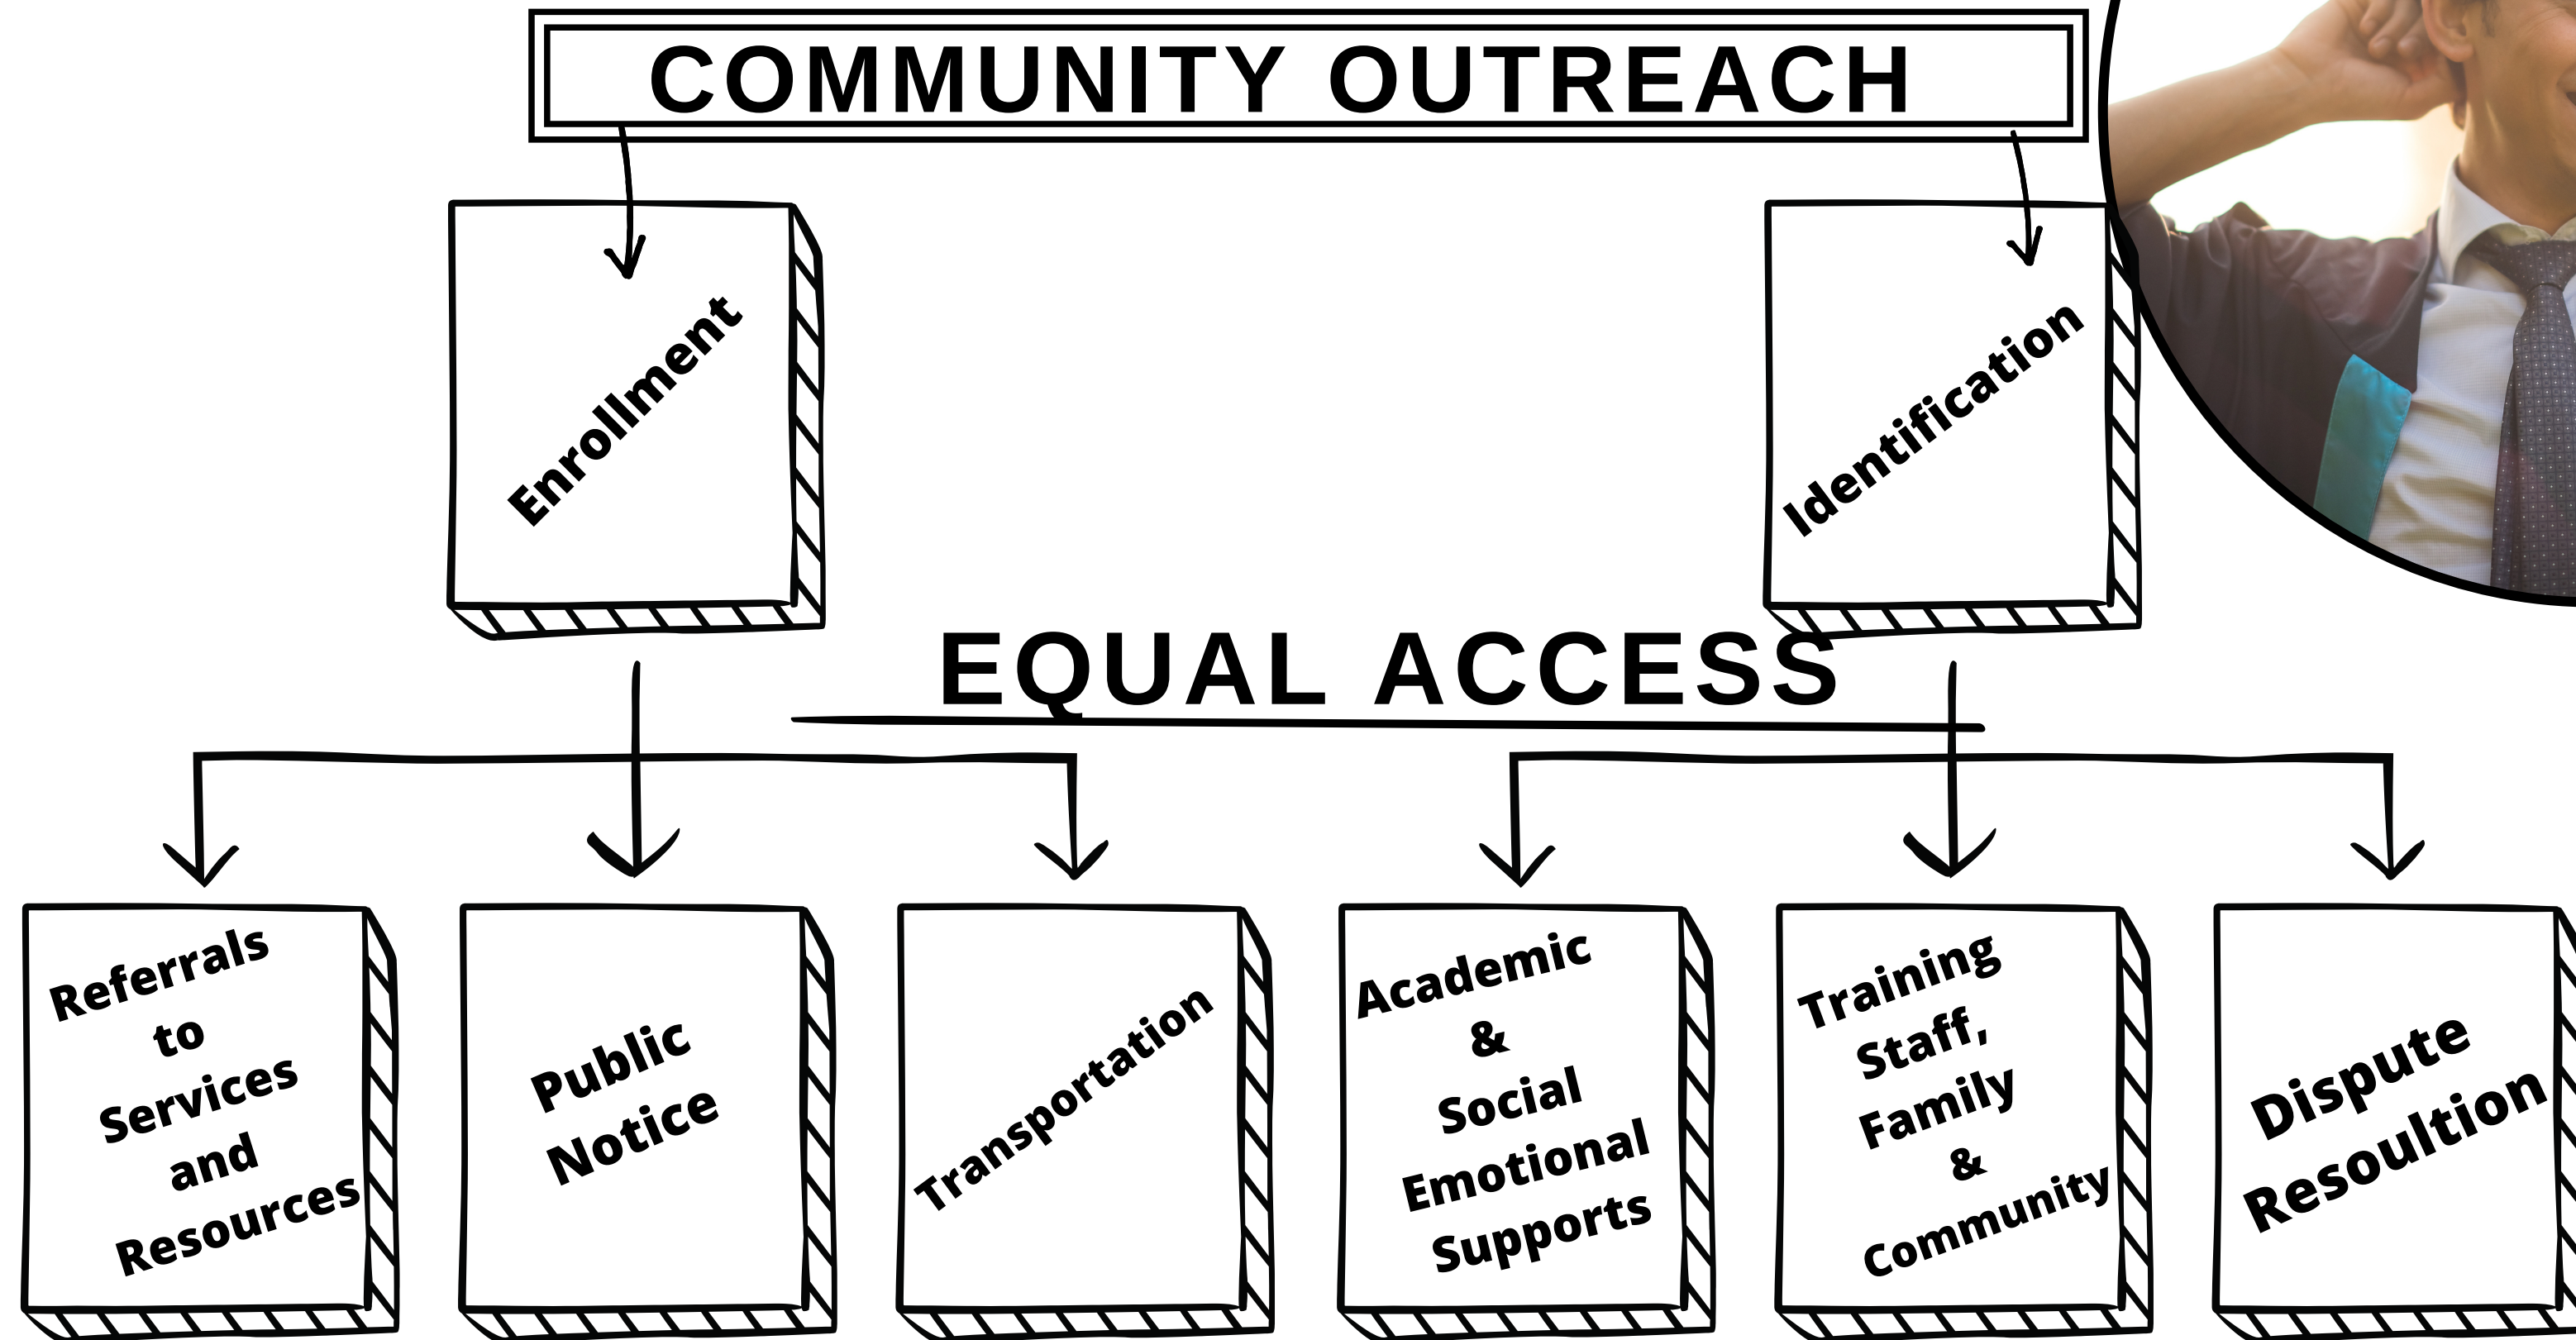 COMMUNITY OUTREACH
Enrollment
Identification
EQUAL ACCESS
Referrals
to
Services
and
Resources
Public
Notice
Transportation
Academic
&
Social
Emotional
Supports
Training
Staff,
Family
&
Community
Dispute
Resoultion